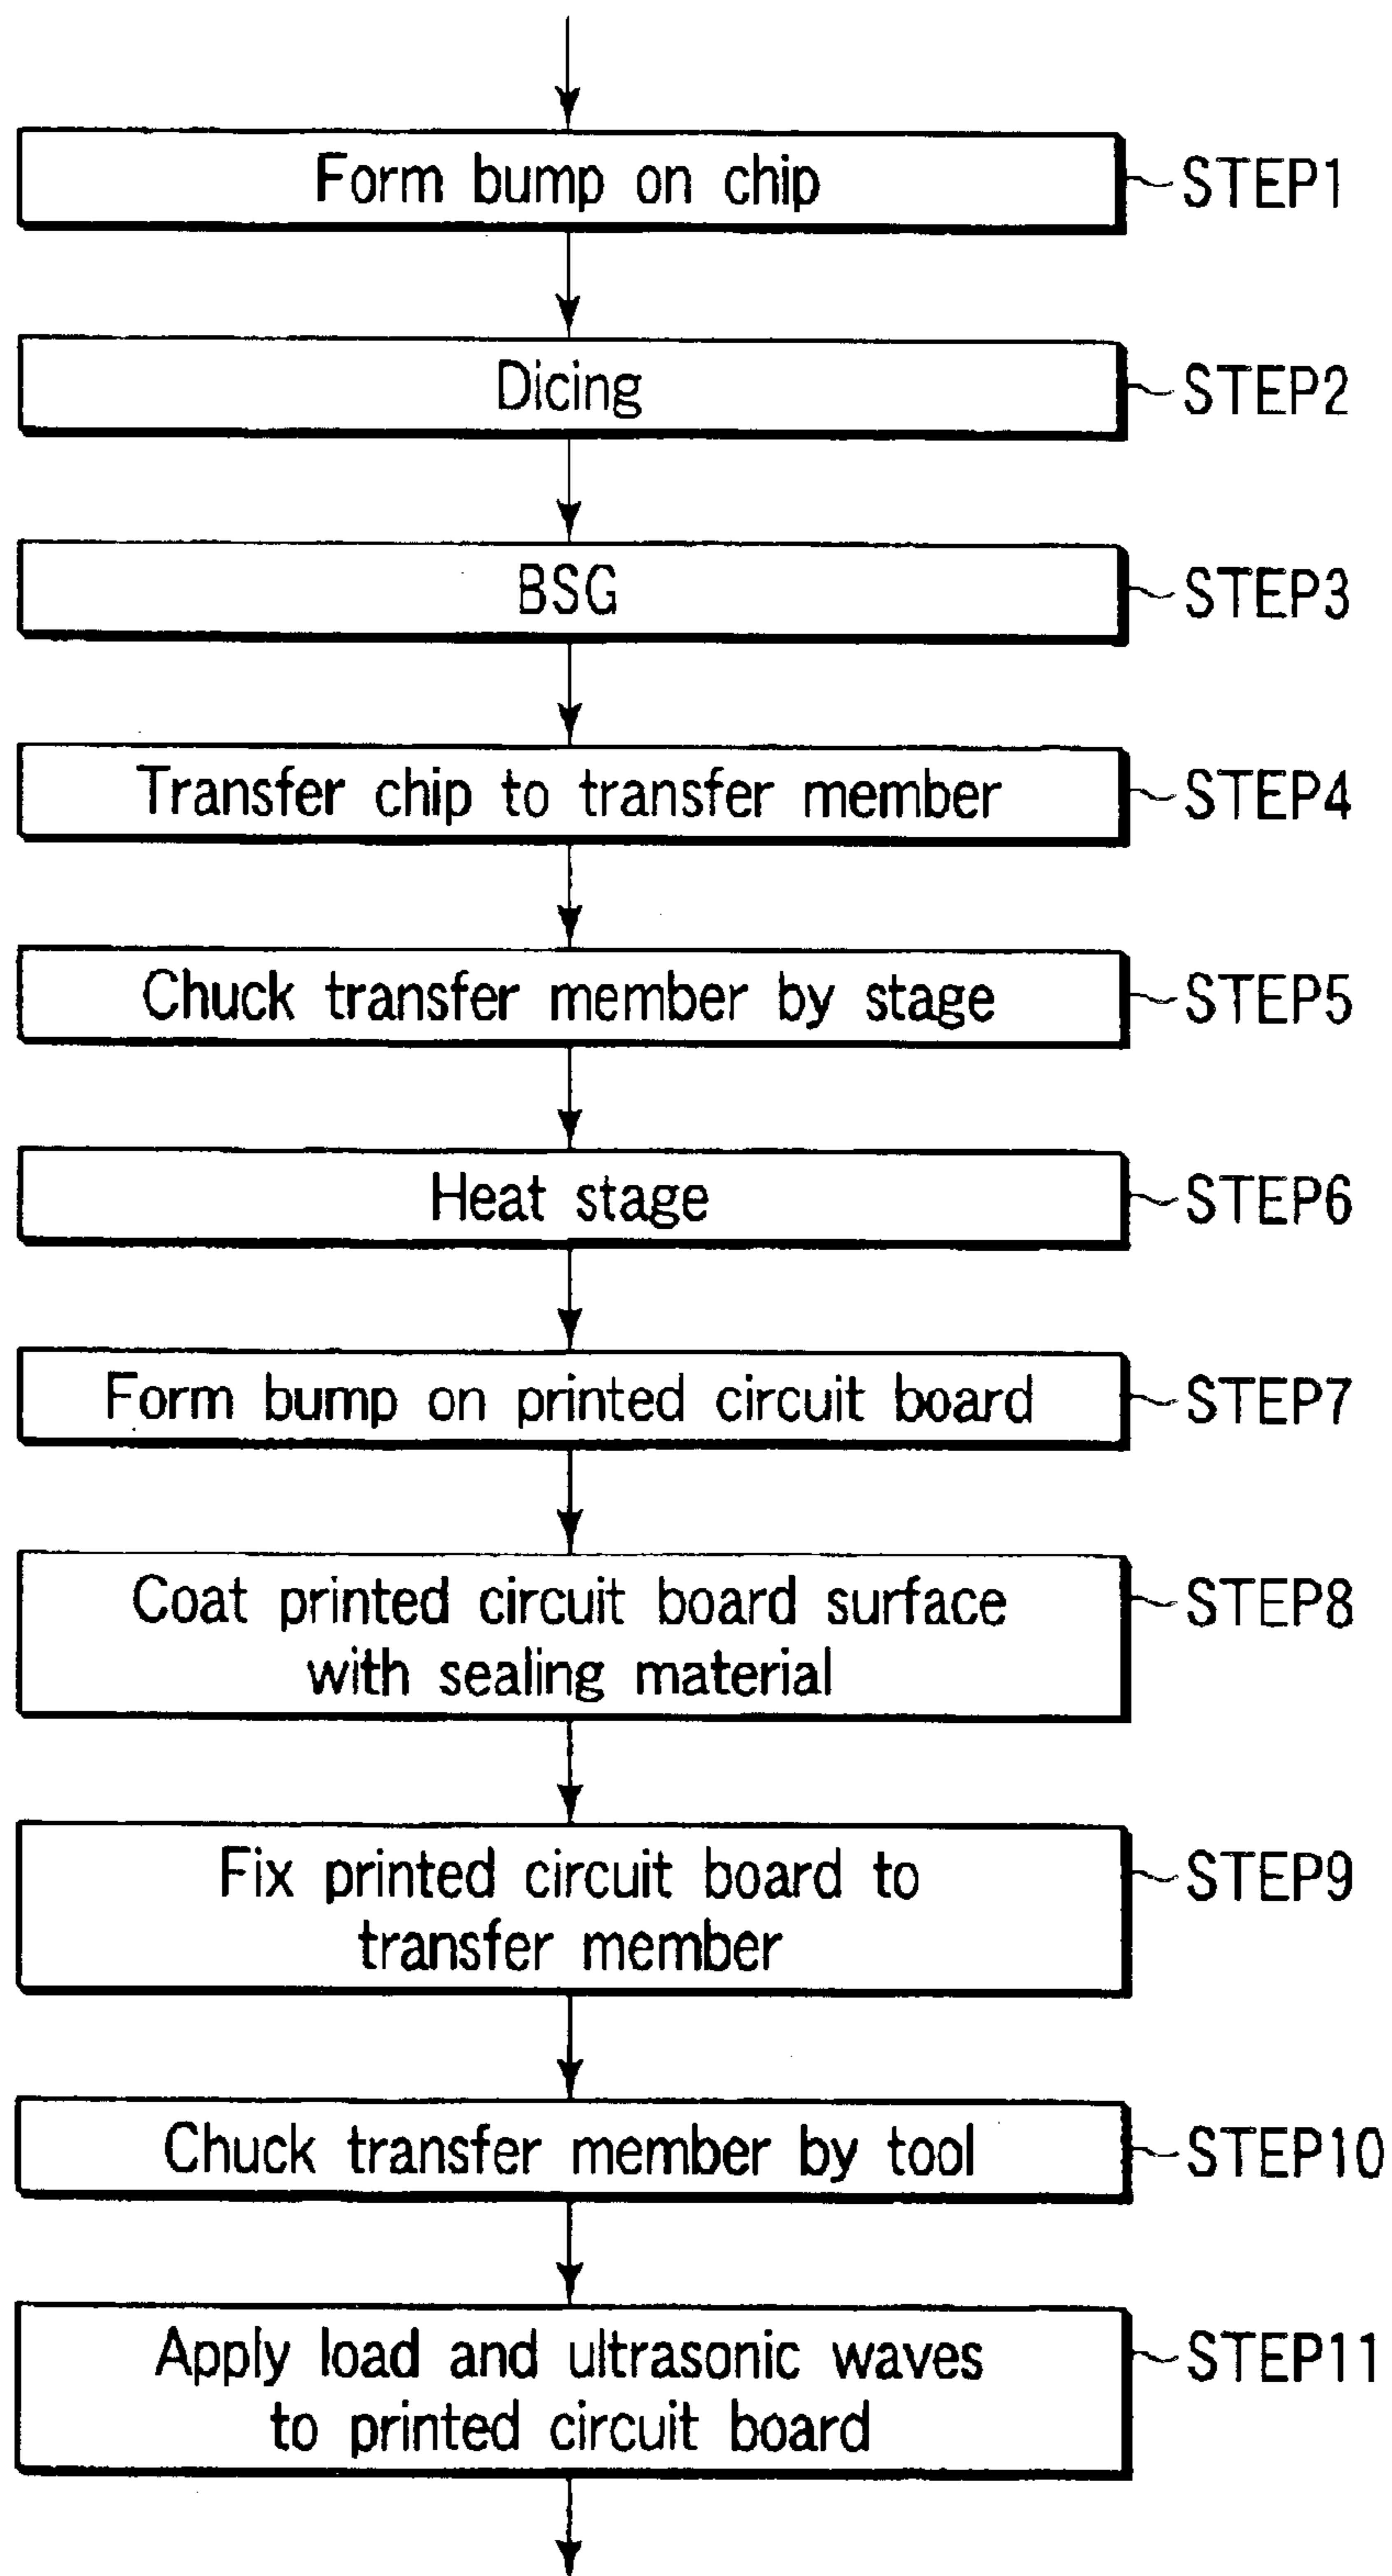 Form bump on chip
STEP1
Dicing
STEP2
BSG
STEP3
Transfer chip to transfer member
STEP4
Chuck transfer member by stage
STEP5
Heat stage
STEP6
Form bump on printed circuit board
STEP7
Coat printed circuit board surface
with sealing material
STEP8
Fix printed circuit board to
transfer member
STEP9
Chuck transfer member by tool
STEP10
Apply load and ultrasonic waves
to printed circuit board
STEP11